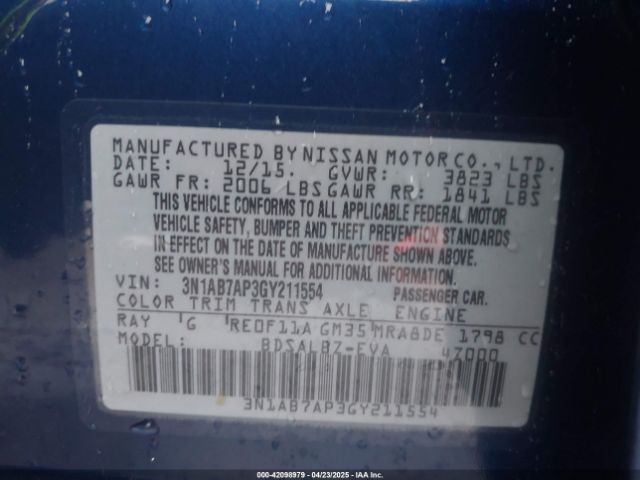 MANUFACTURED BY NISSAN MOTOR CO., LTD.
DATE: 12/15. GVWR: 3823 LBS
GAWR FR: 2006 LBS GAWR RR: 1841 LBS
THIS VEHICLE CONFORMS TO ALL APPLICABLE FEDERAL MOTOR
VEHICLE SAFETY, BUMPER AND THEFT PREVENTION STANDARDS
IN EFFECT ON THE DATE OF MANUFACTURE SHOWN ABOVE.
SEE OWNER'S MANUAL FOR ADDITIONAL INFORMATION.
VIN: 3N1AB7AP3GY211554 PASSENGER CAR.
COLOR TRIM TRANS AXLE ENGINE
RAY G RE0F11A GM35 MRA8DE 1798 CC
MODEL: BDSALBZ-EVA 47000
3N1AB7AP3GY211554
000-42098979 | 04/23/2025 - IAA Inc.